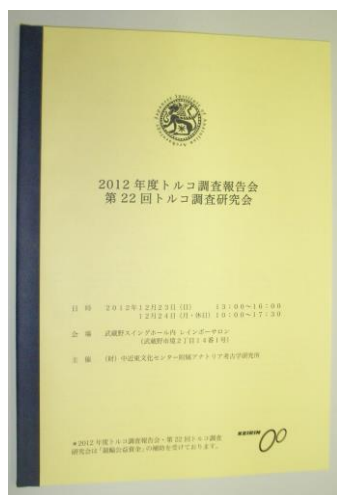 2012年度トルコ調査報告会
第22回トルコ調査研究会
日 時 2012年12月23日（日） 13:00～16:00
12月24日（月・休日）10:00～17:30
会 場 武蔵野スイングホール内 レインボーサロン
（武蔵野市境2丁目14番1号）
主 催 （財）中近東文化センター附属アナトリア考古学研究所
＊2012年度トルコ調査報告会・第22回トルコ調査
研究会は「競輪公益資金」の補助を受けております。
KEIRIN